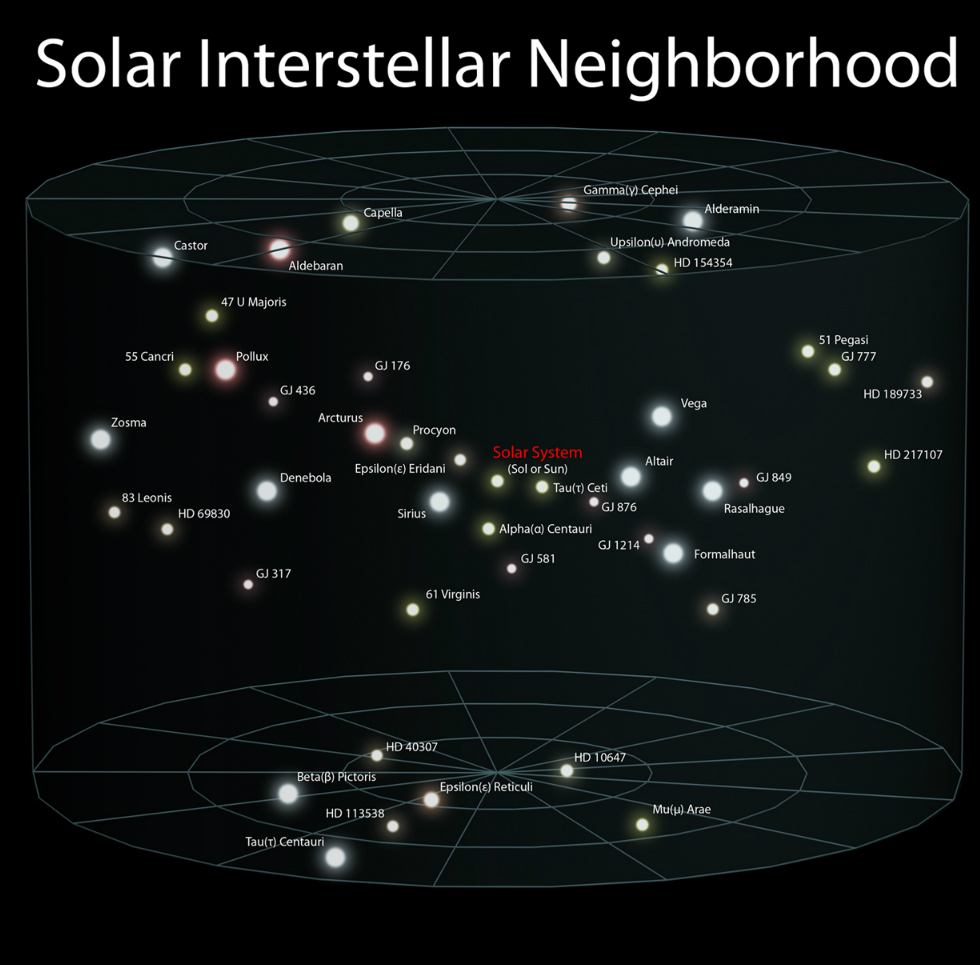 Solar Interstellar Neighborhood
Gamma(γ) Cephei
Alderamin
Capella
Upsilon(υ) Andromeda
Castor
HD 154354
Aldebaran
47 U Majoris
51 Pegasi
55 Cancri
Pollux
GJ 777
GJ 176
GJ 436
HD 189733
Vega
Arcturus
Zosma
Procyon
Solar System
HD 217107
Altair
Epsilon(ε) Eridani
(Sol or Sun)
Denebola
GJ 849
Tau(τ) Ceti
83 Leonis
GJ 876
Rasalhague
HD 69830
Sirius
Alpha(α) Centauri
GJ 1214
Formalhaut
GJ 581
GJ 317
61 Virginis
GJ 785
HD 40307
HD 10647
Beta(β) Pictoris
Epsilon(ε) Reticuli
Mu(μ) Arae
HD 113538
Tau(τ) Centauri